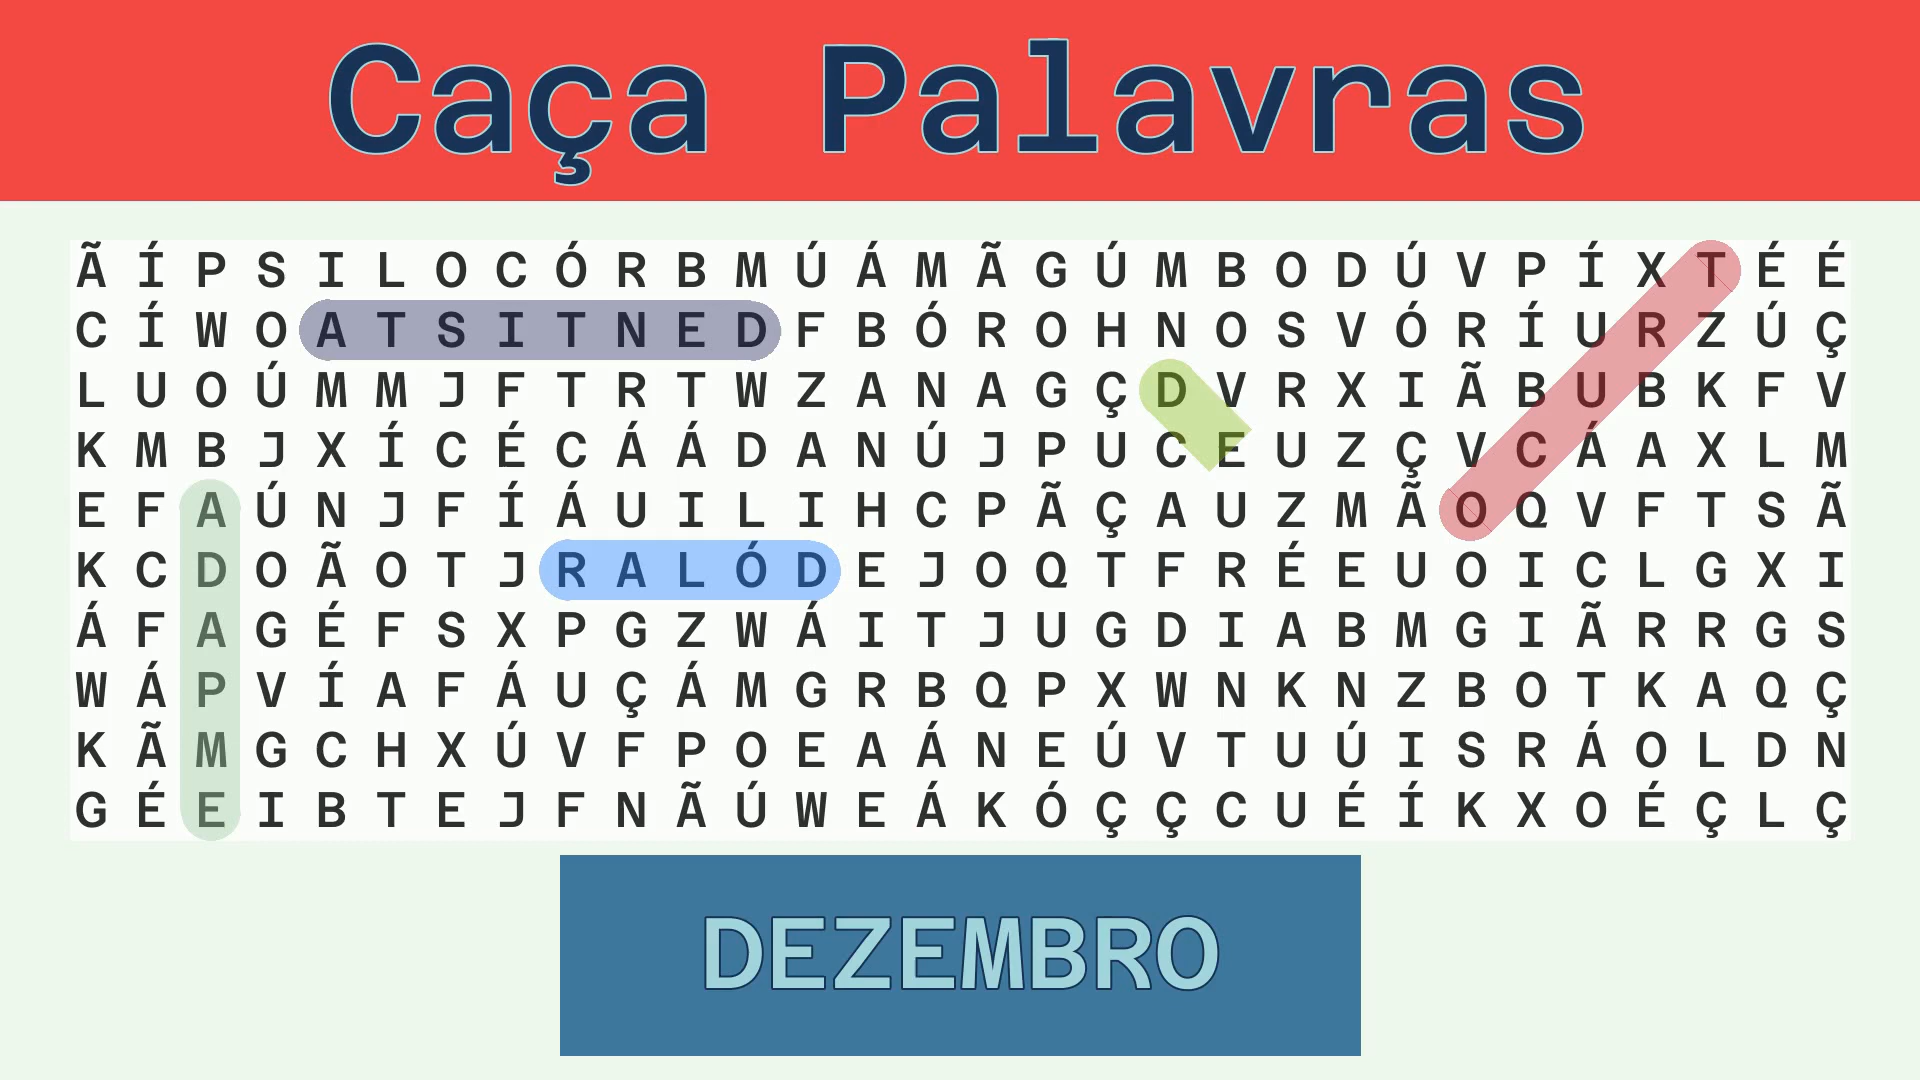 Caça Palavras
Ã Í P S I L O C Ó R B M Ú Á M Ã G Ú M B O D Ú V P Í X T É É
C Í W O A T S I T N E D F B Ó R O H N O S V Ó R Í U R Z Ú Ç
L U O Ú M M J F T R T W Z A N A G Ç D V R X I Ã B U B K F V
K M B J X Í C É C Á Á D A N Ú J P U C E U Z Ç V C Á A X L M
E F A Ú N J F Í Á U I L I H C P Ã Ç A U Z M Ã O Q V F T S Ã
K C D O Ã O T J R A L Ó D E J O Q T F R É E U O I C L G X I
Á F A G É F S X P G Z W Á I T J U G D I A B M G I Ã R R G S
W Á P V Í A F Á U Ç Á M G R B Q P X W N K N Z B O T K A Q Ç
K Ã M G C H X Ú V F P O E A Á N E Ú V T U Ú I S R Á O L D N
G É E I B T E J F N Ã Ú W E Á K Ó Ç Ç C U É Í K X O É Ç L Ç
DEZEMBRO